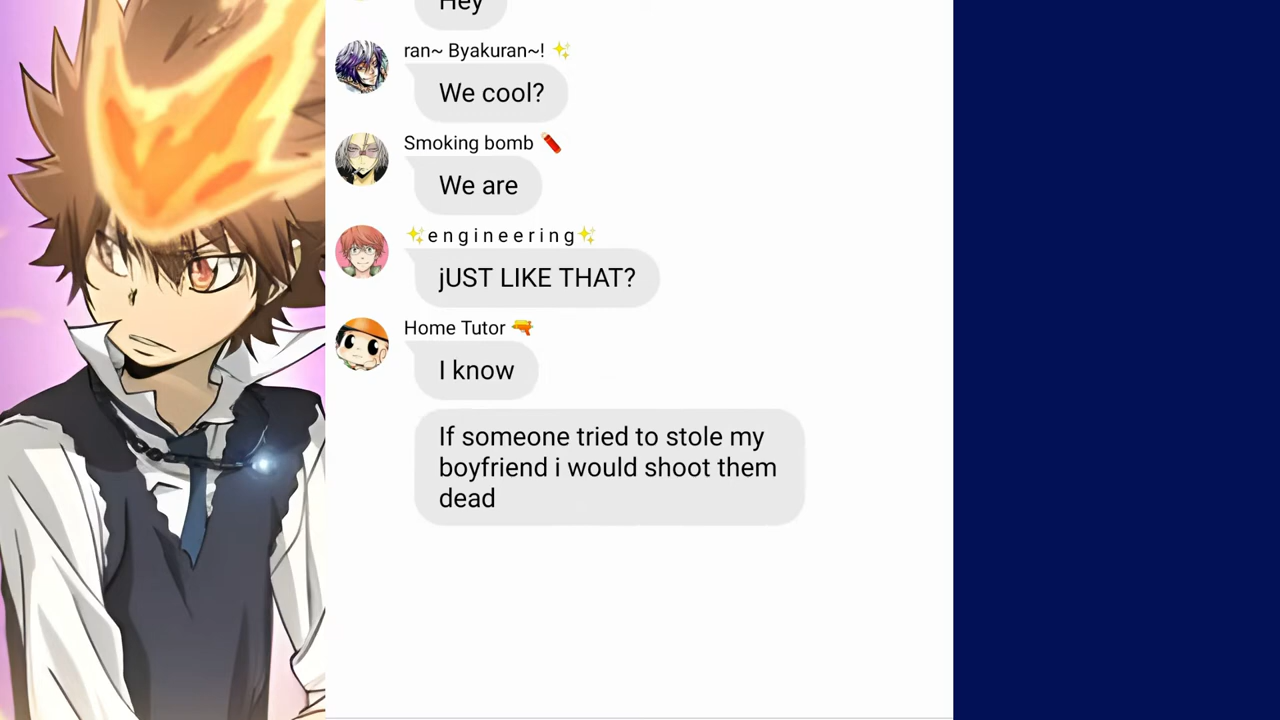 Hey
ran~ Byakuran~! ✨
We cool?
Smoking bomb 🧨
We are
✨e n g i n e e r i n g✨
jUST LIKE THAT?
Home Tutor 🔫
I know
If someone tried to stole my
boyfriend i would shoot them
dead